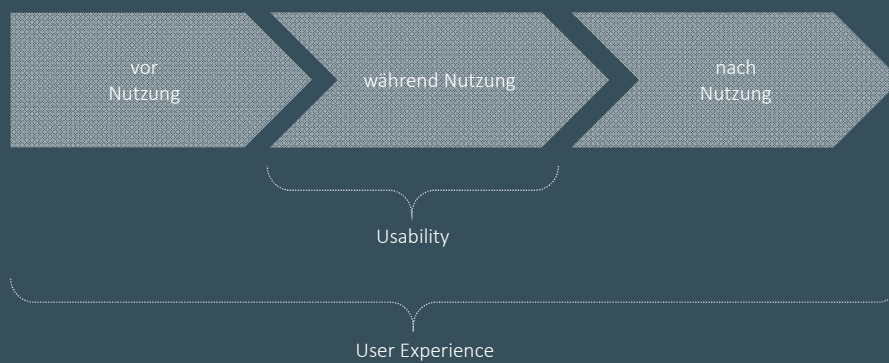 vor
Nutzung
während Nutzung
nach
Nutzung
Usability
User Experience